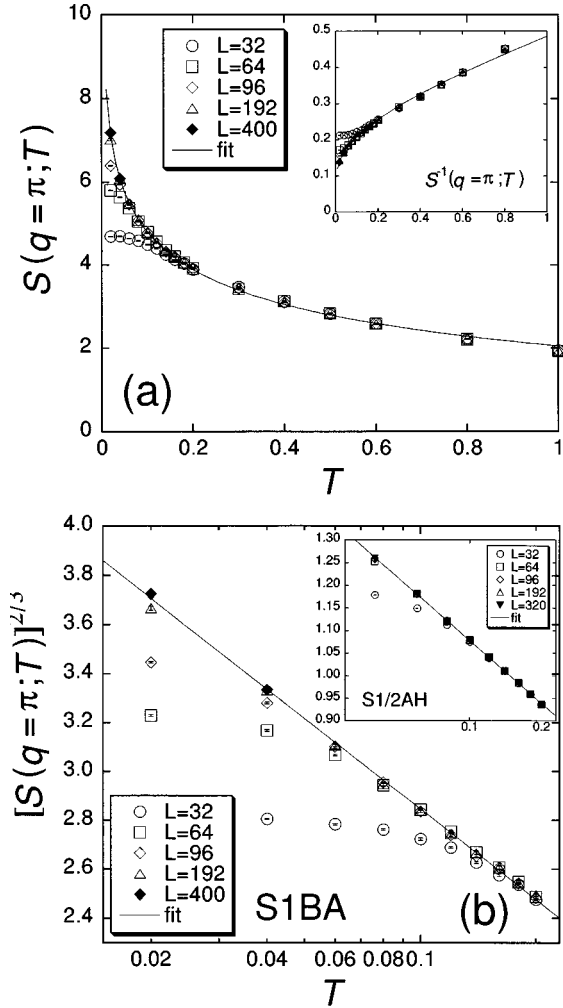 10
8
6
4
2
0
S(q=π;T)
L=32
L=64
L=96
L=192
L=400
fit
0.5
0.4
0.3
0.2
0.1
0
0 0.2 0.4 0.6 0.8 1
S⁻¹(q=π;T)
(a)
0 0.2 0.4 0.6 0.8 1
T
4.0
3.8
3.6
3.4
3.2
3.0
2.8
2.6
2.4
[S(q=π;T)]^2/3
1.30
1.25
1.20
1.15
1.10
1.05
1.00
0.95
0.90
L=32
L=64
L=96
L=192
L=320
fit
S1/2AH
0.1 0.2
L=32
L=64
L=96
L=192
L=400
fit
S1BA
(b)
0.02 0.04 0.06 0.08 0.1
T